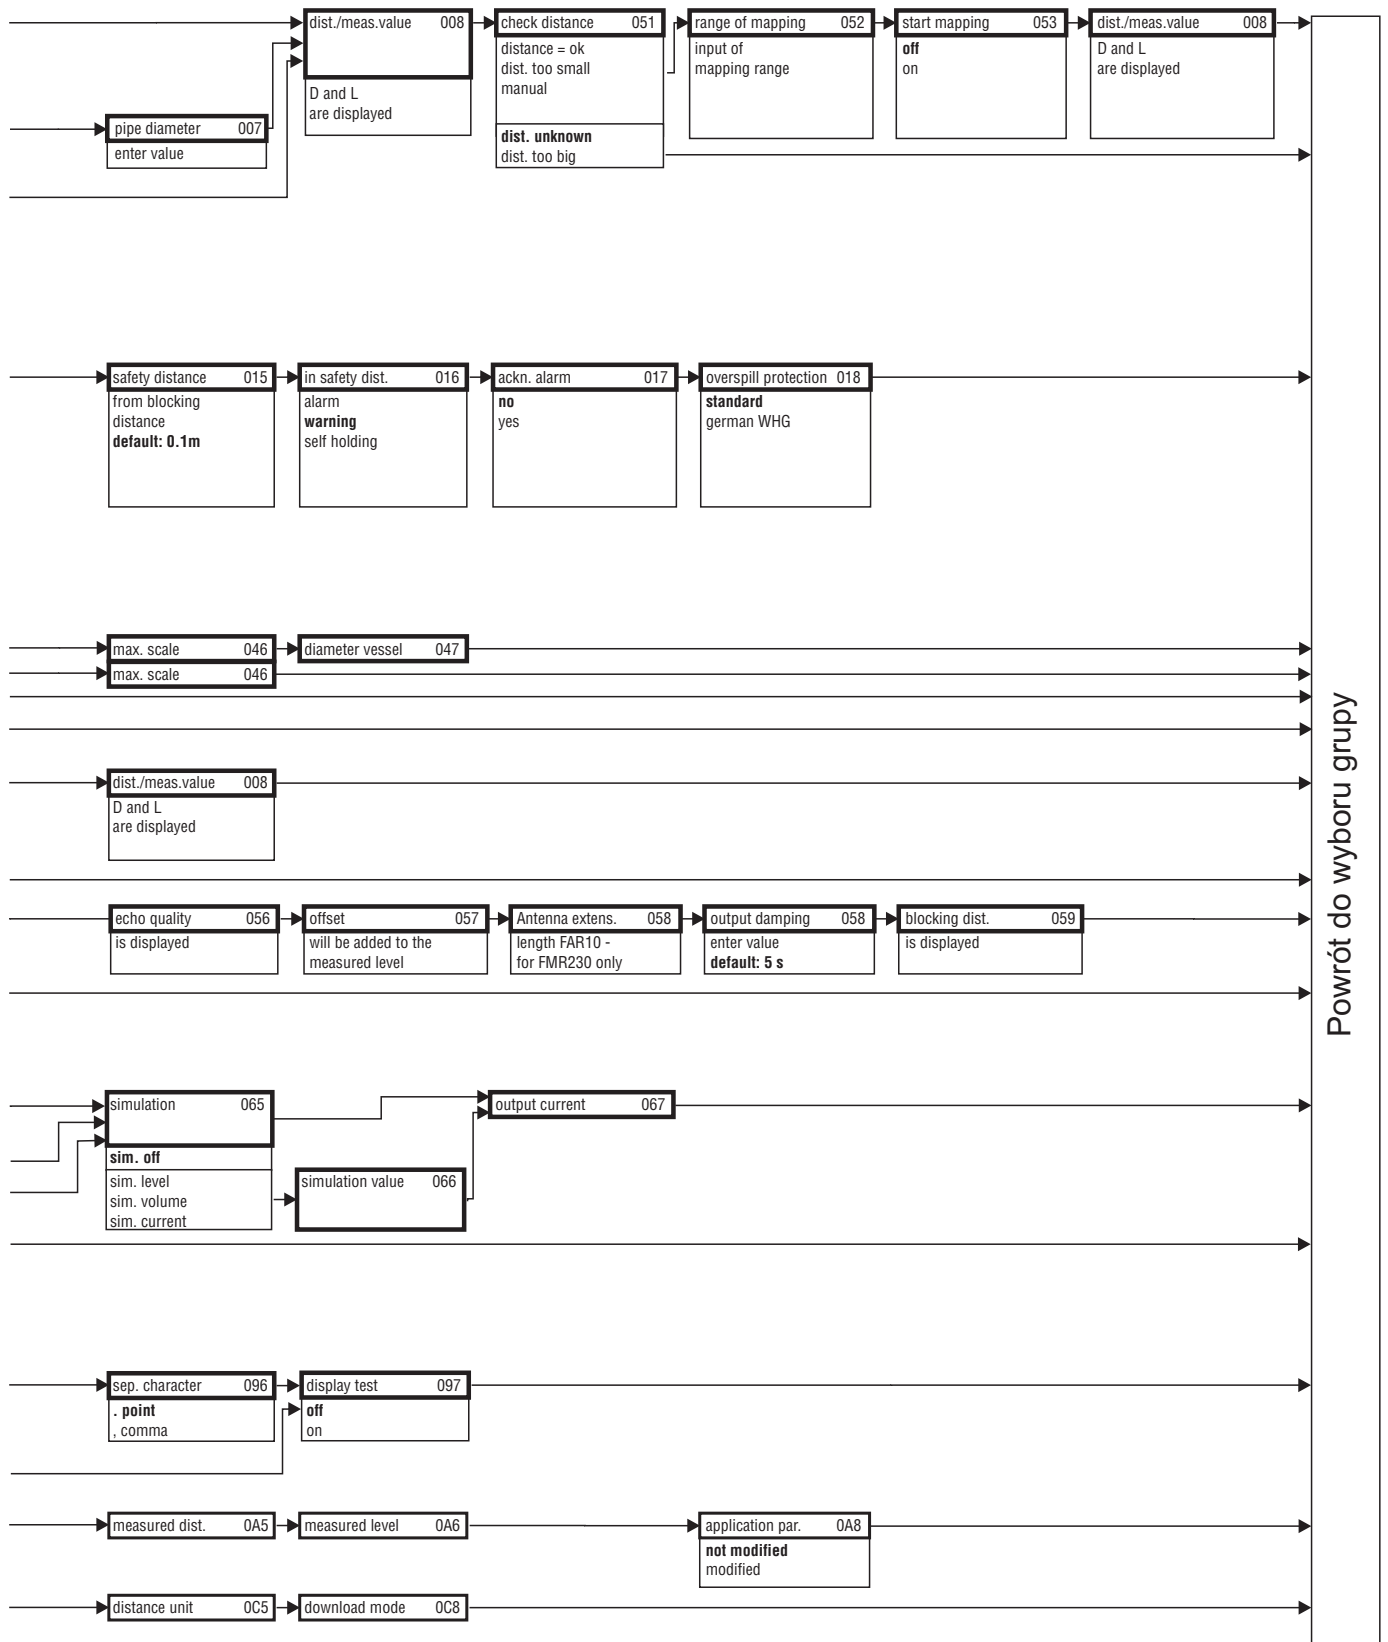 dist./meas.value 008
D and L
are displayed
check distance 051
distance = ok
dist. too small
manual
dist. unknown
dist. too big
range of mapping 052
input of
mapping range
start mapping 053
off
on
dist./meas.value 008
D and L
are displayed
pipe diameter 007
enter value
safety distance 015
from blocking
distance
default: 0.1m
in safety dist. 016
alarm
warning
self holding
ackn. alarm 017
no
yes
overspill protection 018
standard
german WHG
max. scale 046
diameter vessel 047
max. scale 046
dist./meas.value 008
D and L
are displayed
echo quality 056
is displayed
offset 057
will be added to the
measured level
Antenna extens. 058
length FAR10 -
for FMR230 only
output damping 058
enter value
default: 5 s
blocking dist. 059
is displayed
simulation 065
sim. off
sim. level
sim. volume
sim. current
simulation value 066
output current 067
sep. character 096
. point
, comma
display test 097
off
on
measured dist. 0A5
measured level 0A6
application par. 0A8
not modified
modified
distance unit 0C5
download mode 0C8
Powrót do wyboru grupy